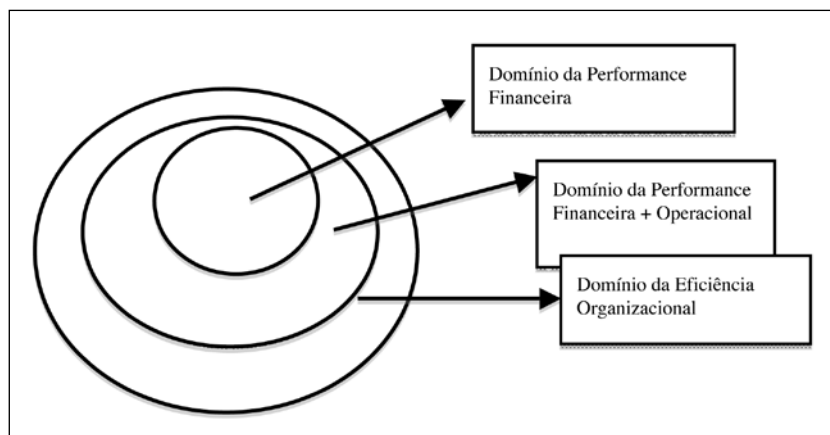 Domínio da Performance
Financeira
Domínio da Performance
Financeira + Operacional
Domínio da Eficiência
Organizacional